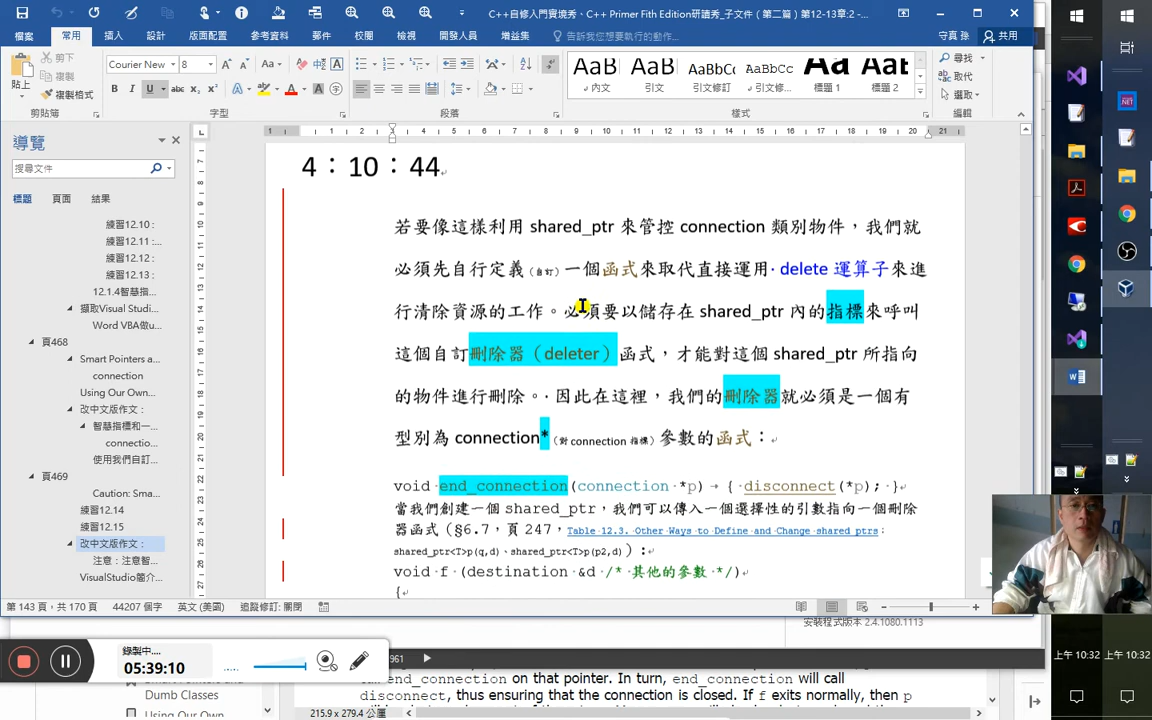 C++自修入門實境秀、C++ Primer Fith Edition研讀秀_子文件（第二篇）第12-13章:2 -...
檔案 常用 插入 設計 版面配置 參考資料 郵件 校閱 檢視 開發人員 增益集 告訴我您想要執行的動作... 守真 孫 共用
貼上 剪下 複製 複製格式 剪貼簿
Courier New 8 字型
段落
AaB 內文
AaB 引文
AaBbC 引文修訂
AaBbCc 引文修...
Aa 標題 1
Aat 標題 2
樣式
尋找 取代 選取 編輯
導覽
搜尋文件
標題 頁面 結果
練習12.10 :
練習12.11 :...
練習12.12
練習12.13
12.1.4智慧指...
擷取Visual Studi...
Word VBA做u...
頁468
Smart Pointers a...
connection
Using Our Own...
改中文版作文：
智慧指標和一...
connectio...
使用我們自訂...
頁469
Caution: Sma...
練習12.14
練習12.15
改中文版作文：
注意：注意智...
VisualStudio簡介...
4：10：44
若要像這樣利用 shared_ptr 來管控 connection 類別物件，我們就
必須先自行定義（自訂）一個函式來取代直接運用 delete 運算子來進
行清除資源的工作。必須要以儲存在 shared_ptr 內的指標來呼叫
這個自訂刪除器（deleter）函式，才能對這個 shared_ptr 所指向
的物件進行刪除。因此在這裡，我們的刪除器就必須是一個有
型別為 connection*（對 connection 指標）參數的函式：
void end_connection(connection *p) { disconnect(*p); }
當我們創建一個 shared_ptr，我們可以傳入一個選擇性的引數指向一個刪除
器函式（§6.7，頁 247，Table 12.3. Other Ways to Define and Change shared_ptrs：
shared_ptr<T>p(q,d)、shared_ptr<T>p(p2,d)）：
void f (destination &d /* 其他的參數 */)
{
第 143 頁，共 170 頁 44207 個字 英文 (美國) 追蹤修訂: 關閉
安裝程式版本 2.4.1080.1113
錄製中...
05:39:10
961
end_connection on that pointer. In turn, end_connection will call
disconnect, thus ensuring that the connection is closed. If f exits normally, then p
Dumb Classes
Using Our Own
215.9 x 279.4 公釐
上午 10:32
上午 10:32